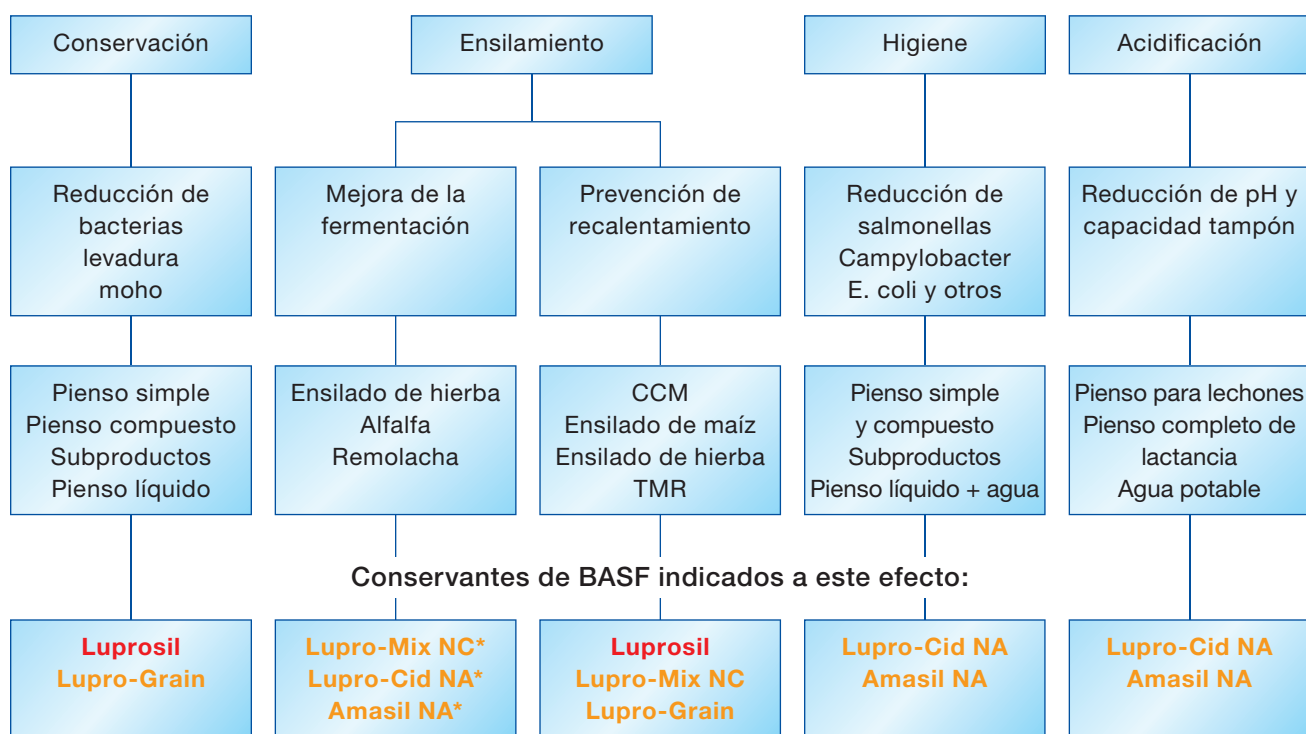 Conservación
Ensilamiento
Higiene
Acidificación
Reducción de
bacterias
levadura
moho
Mejora de la
fermentación
Prevención de
recalentamiento
Reducción de
salmonellas
Campylobacter
E. coli y otros
Reducción de pH y
capacidad tampón
Pienso simple
Pienso compuesto
Subproductos
Pienso líquido
Ensilado de hierba
Alfalfa
Remolacha
CCM
Ensilado de maíz
Ensilado de hierba
TMR
Pienso simple
y compuesto
Subproductos
Pienso líquido + agua
Pienso para lechones
Pienso completo de
lactancia
Agua potable
Conservantes de BASF indicados a este efecto:
Luprosil
Lupro-Grain
Lupro-Mix NC*
Lupro-Cid NA*
Amasil NA*
Luprosil
Lupro-Mix NC
Lupro-Grain
Lupro-Cid NA
Amasil NA
Lupro-Cid NA
Amasil NA